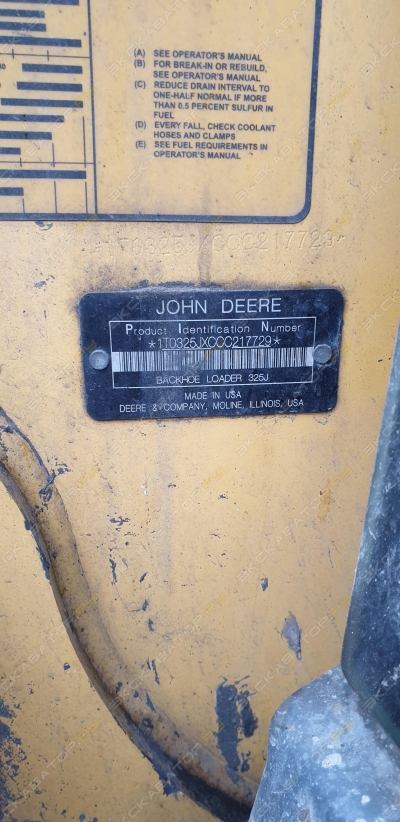 (A) SEE OPERATOR'S MANUAL
(B) FOR BREAK-IN OR REBUILD,
SEE OPERATOR'S MANUAL
(C) REDUCE DRAIN INTERVAL TO
ONE-HALF NORMAL IF MORE
THAN 0.5 PERCENT SULFUR IN
FUEL
(D) EVERY FALL, CHECK COOLANT
HOSES AND CLAMPS
(E) SEE FUEL REQUIREMENTS IN
OPERATOR'S MANUAL
*1T0325JXCCC217729*
JOHN DEERE
Product Identification Number
*1T0325JXCCC217729*
BACKHOE LOADER 325J
MADE IN USA
DEERE & COMPANY, MOLINE, ILLINOIS, USA